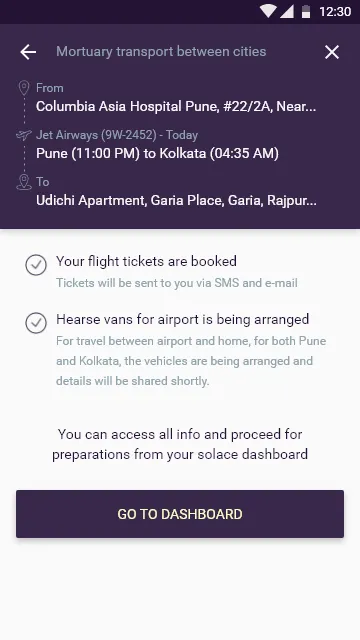 12:30
Mortuary transport between cities
From
Columbia Asia Hospital Pune, #22/2A, Near...
Jet Airways (9W-2452) - Today
Pune (11:00 PM) to Kolkata (04:35 AM)
To
Udichi Apartment, Garia Place, Garia, Rajpur...
Your flight tickets are booked
Tickets will be sent to you via SMS and e-mail
Hearse vans for airport is being arranged
For travel between airport and home, for both Pune
and Kolkata, the vehicles are being arranged and
details will be shared shortly.
You can access all info and proceed for
preparations from your solace dashboard
GO TO DASHBOARD